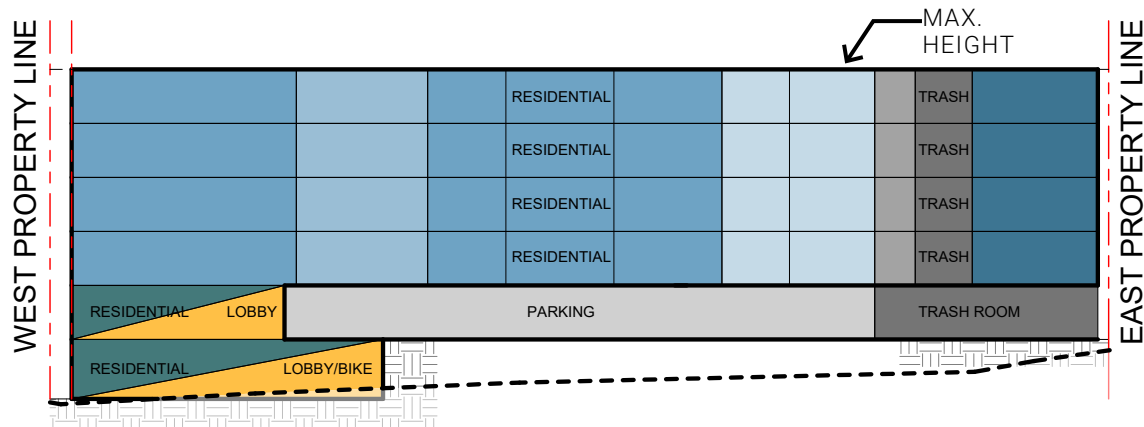 MAX.
HEIGHT
WEST PROPERTY LINE
EAST PROPERTY LINE
RESIDENTIAL
TRASH
RESIDENTIAL
TRASH
RESIDENTIAL
TRASH
RESIDENTIAL
TRASH
RESIDENTIAL
LOBBY
PARKING
TRASH ROOM
RESIDENTIAL
LOBBY/BIKE